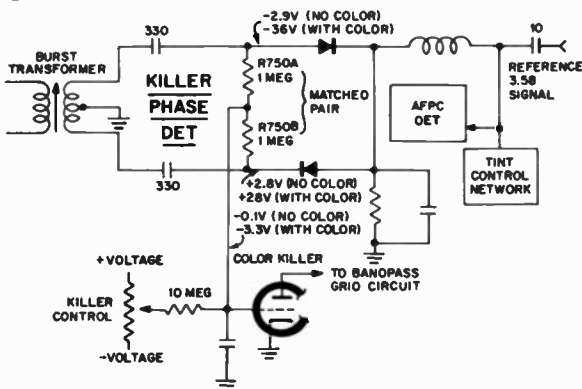 -2.9V (NO COLOR)
-36V (WITH COLOR)
330
10
BURST
TRANSFORMER
KILLER
PHASE
DET
R750A
1 MEG
MATCHEO
PAIR
R750B
1 MEG
REFERENCE
3.58
SIGNAL
AFPC
OET
TINT
CONTROL
NETWORK
330
+2.8V (NO COLOR)
+28V (WITH COLOR)
-0.1V (NO COLOR)
-3.3V (WITH COLOR)
COLOR KILLER
TO BANOPASS
GRIO CIRCUIT
+VOLTAGE
KILLER
CONTROL
10 MEG
-VOLTAGE